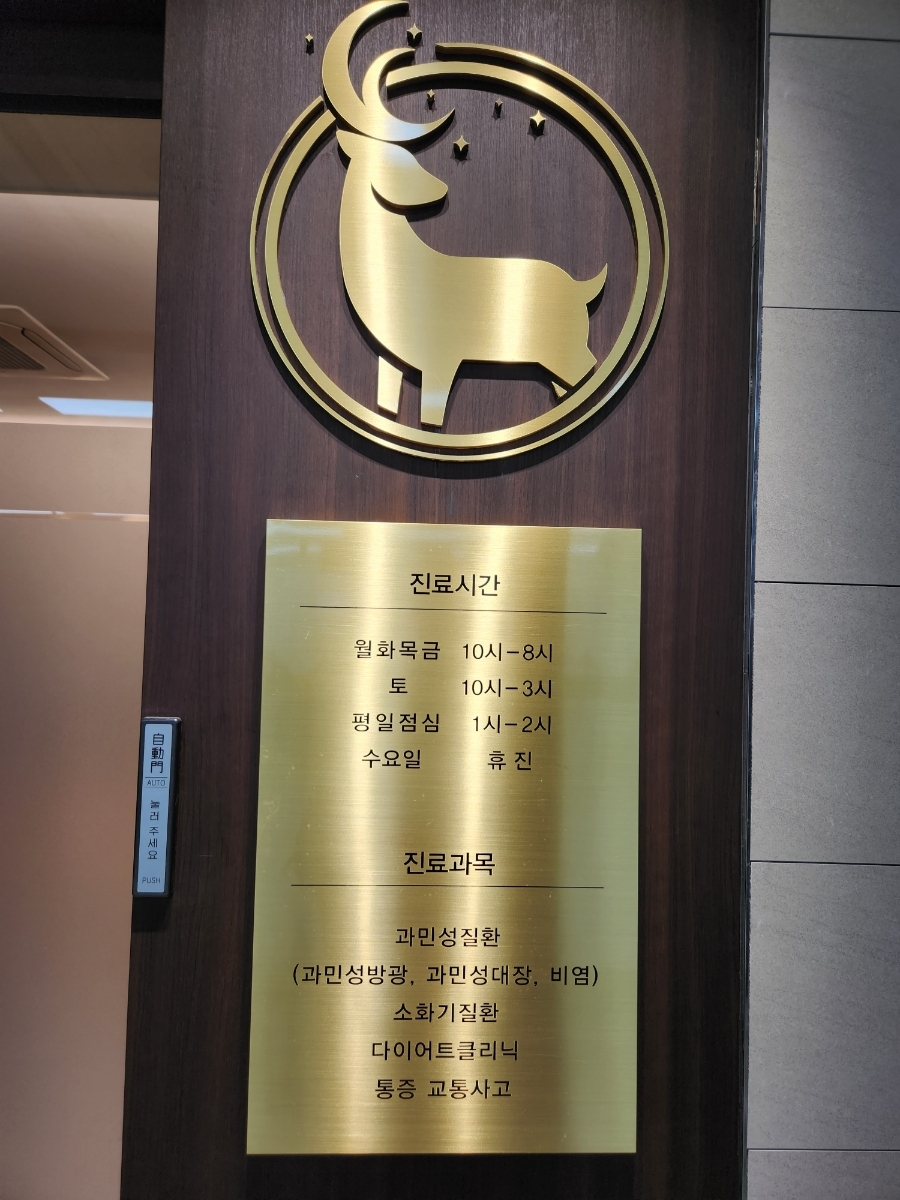 진료시간
월화목금 10시-8시
토 10시-3시
평일점심 1시-2시
수요일 휴 진
自動門
AUTO
눌러 주세요
PUSH
진료과목
과민성질환
(과민성방광, 과민성대장, 비염)
소화기질환
다이어트클리닉
통증 교통사고